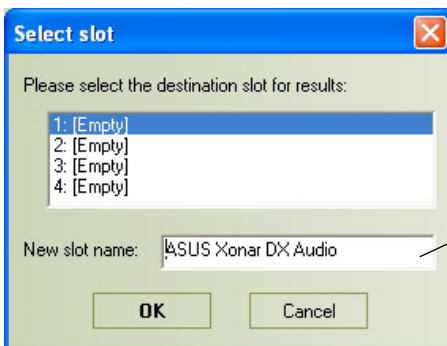 Select slot
Please select the destination slot for results:
1: [Empty]
2: [Empty]
3: [Empty]
4: [Empty]
New slot name: ASUS Xonar DX Audio
OK Cancel